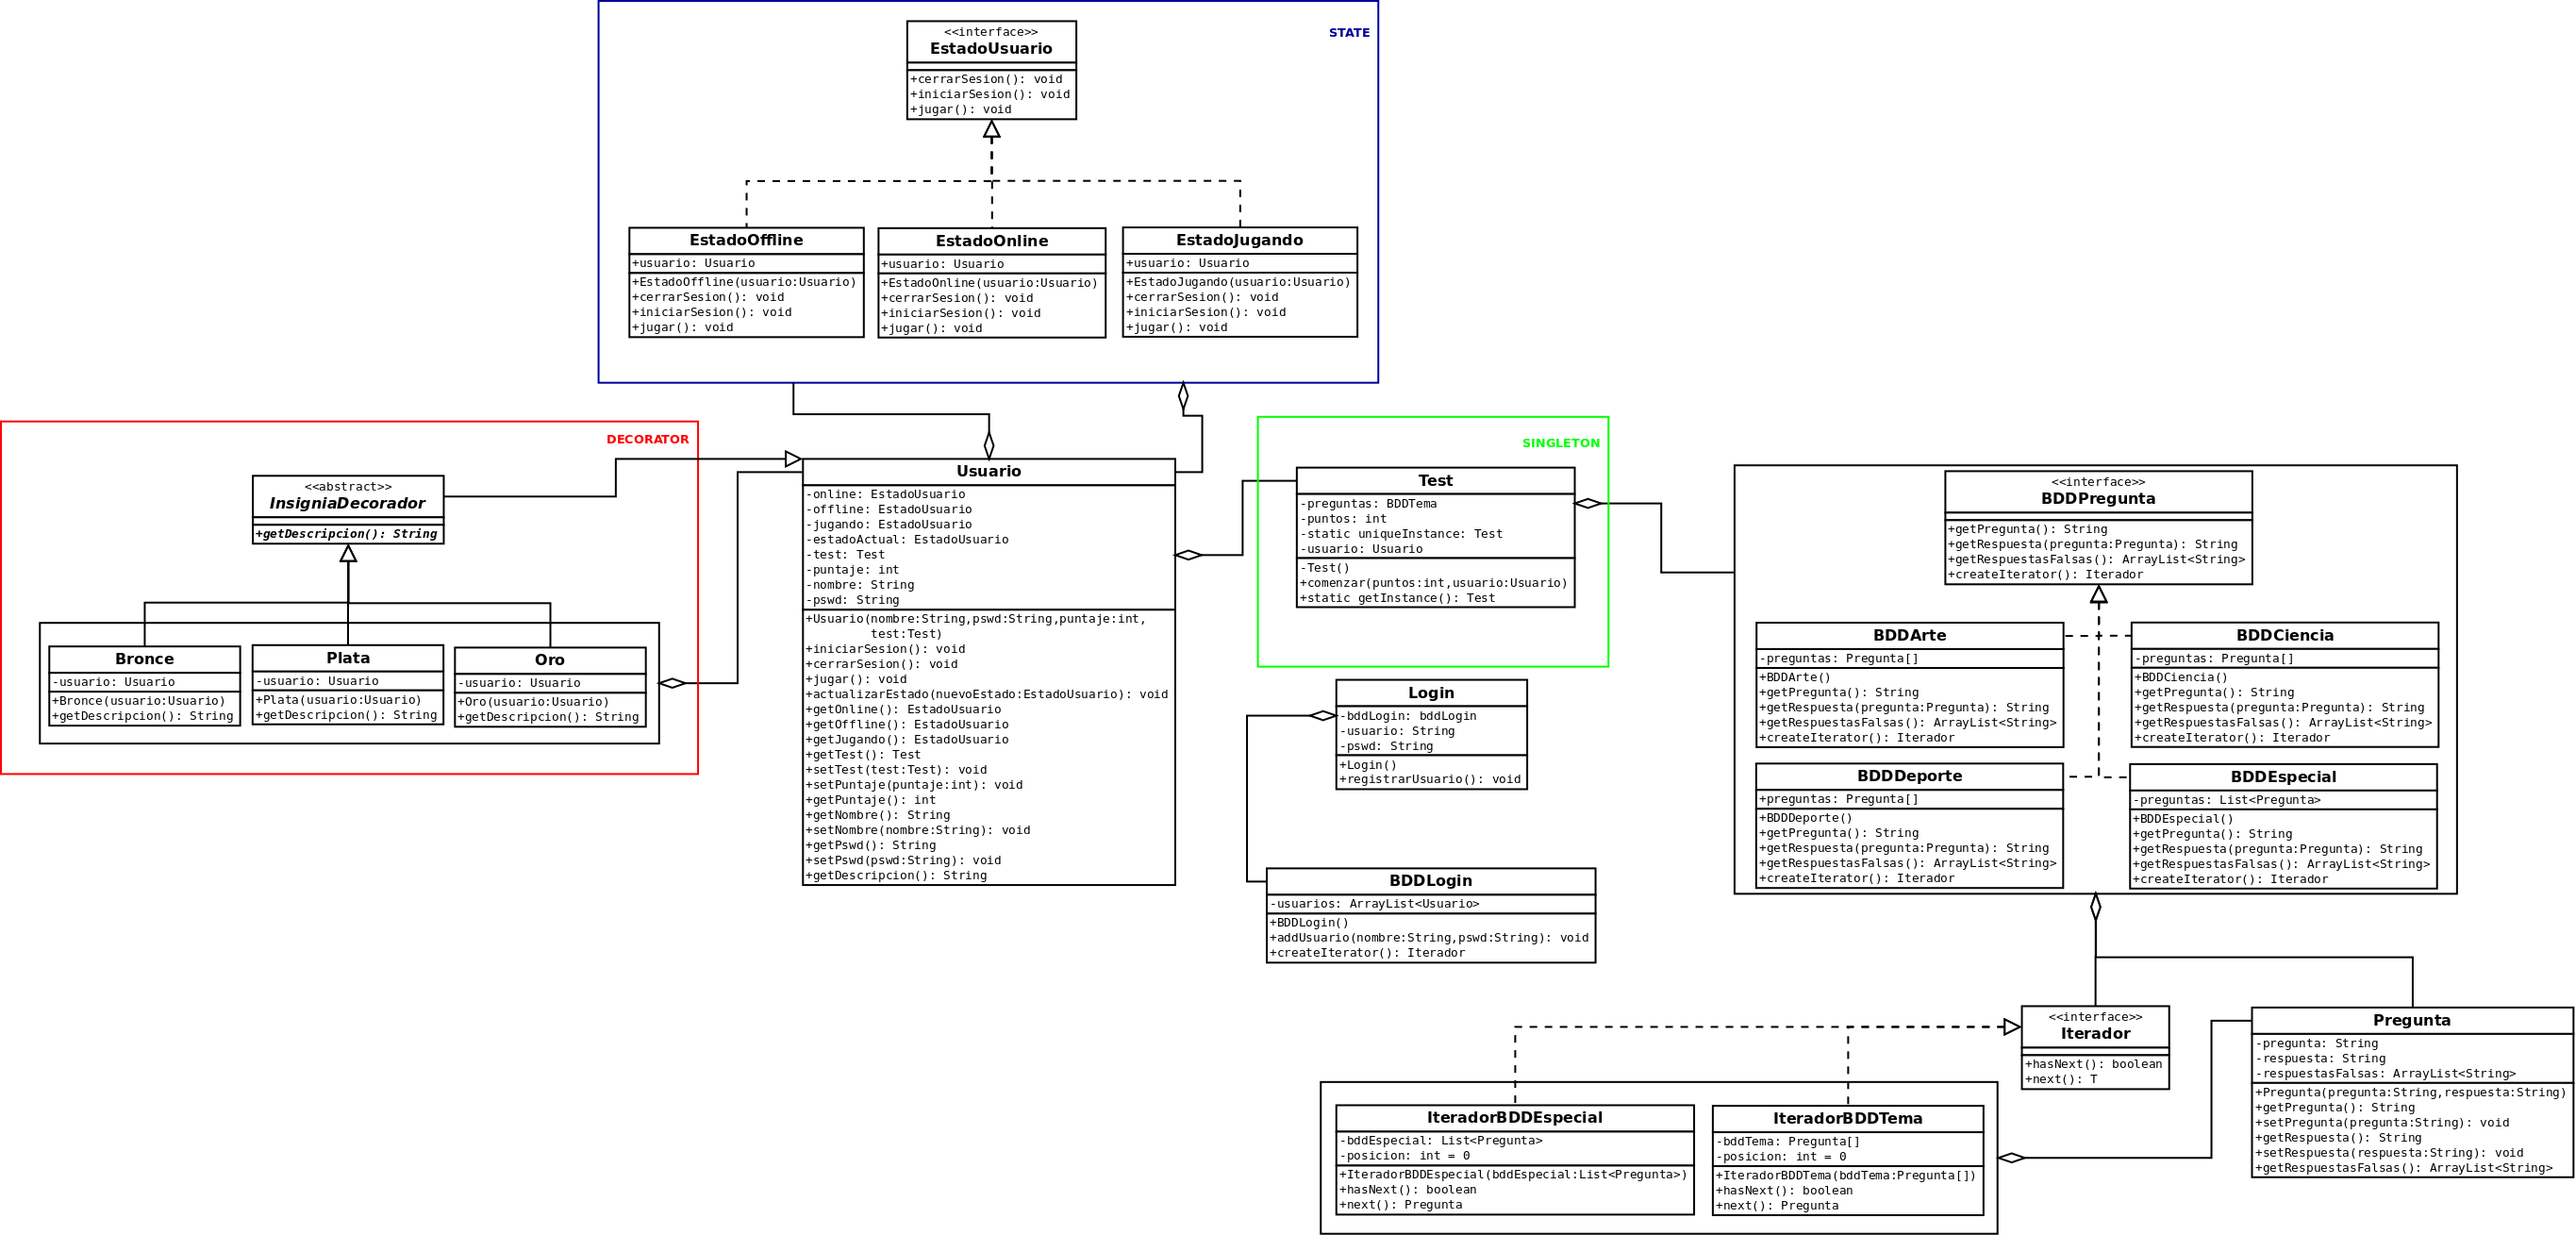 STATE
<<interface>>
EstadoUsuario
+cerrarSesion(): void
+iniciarSesion(): void
+jugar(): void
EstadoOffline
+usuario: Usuario
+EstadoOffline(usuario:Usuario)
+cerrarSesion(): void
+iniciarSesion(): void
+jugar(): void
EstadoOnline
+usuario: Usuario
+EstadoOnline(usuario:Usuario)
+cerrarSesion(): void
+iniciarSesion(): void
+jugar(): void
EstadoJugando
+usuario: Usuario
+EstadoJugando(usuario:Usuario)
+cerrarSesion(): void
+iniciarSesion(): void
+jugar(): void
DECORATOR
<<abstract>>
InsigniaDecorador
+getDescripcion(): String
Bronce
-usuario: Usuario
+Bronce(usuario:Usuario)
+getDescripcion(): String
Plata
-usuario: Usuario
+Plata(usuario:Usuario)
+getDescripcion(): String
Oro
-usuario: Usuario
+Oro(usuario:Usuario)
+getDescripcion(): String
Usuario
-online: EstadoUsuario
-offline: EstadoUsuario
-jugando: EstadoUsuario
-estadoActual: EstadoUsuario
-test: Test
-puntaje: int
-nombre: String
-pswd: String
+Usuario(nombre:String,pswd:String,puntaje:int,
test:Test)
+iniciarSesion(): void
+cerrarSesion(): void
+jugar(): void
+actualizarEstado(nuevoEstado:EstadoUsuario): void
+getOnline(): EstadoUsuario
+getOffline(): EstadoUsuario
+getJugando(): EstadoUsuario
+getTest(): Test
+setTest(test:Test): void
+setPuntaje(puntaje:int): void
+getPuntaje(): int
+getNombre(): String
+setNombre(nombre:String): void
+getPswd(): String
+setPswd(pswd:String): void
+getDescripcion(): String
SINGLETON
Test
-preguntas: BDDTema
-puntos: int
-static uniqueInstance: Test
-usuario: Usuario
-Test()
+comenzar(puntos:int,usuario:Usuario)
+static getInstance(): Test
Login
-bddLogin: bddLogin
-usuario: String
-pswd: String
+Login()
+registrarUsuario(): void
BDDLogin
-usuarios: ArrayList<Usuario>
+BDDLogin()
+addUsuario(nombre:String,pswd:String): void
+createIterator(): Iterador
<<interface>>
BDDPregunta
+getPregunta(): String
+getRespuesta(pregunta:Pregunta): String
+getRespuestasFalsas(): ArrayList<String>
+createIterator(): Iterador
BDDArte
-preguntas: Pregunta[]
+BDDArte()
+getPregunta(): String
+getRespuesta(pregunta:Pregunta): String
+getRespuestasFalsas(): ArrayList<String>
+createIterator(): Iterador
BDDCiencia
-preguntas: Pregunta[]
+BDDCiencia()
+getPregunta(): String
+getRespuesta(pregunta:Pregunta): String
+getRespuestasFalsas(): ArrayList<String>
+createIterator(): Iterador
BDDDeporte
+preguntas: Pregunta[]
+BDDDeporte()
+getPregunta(): String
+getRespuesta(pregunta:Pregunta): String
+getRespuestasFalsas(): ArrayList<String>
+createIterator(): Iterador
BDDEspecial
-preguntas: List<Pregunta>
+BDDEspecial()
+getPregunta(): String
+getRespuesta(pregunta:Pregunta): String
+getRespuestasFalsas(): ArrayList<String>
+createIterator(): Iterador
<<interface>>
Iterador
+hasNext(): boolean
+next(): T
Pregunta
-pregunta: String
-respuesta: String
-respuestasFalsas: ArrayList<String>
+Pregunta(pregunta:String,respuesta:String)
+getPregunta(): String
+setPregunta(pregunta:String): void
+getRespuesta(): String
+setRespuesta(respuesta:String): void
+getRespuestasFalsas(): ArrayList<String>
IteradorBDDEspecial
-bddEspecial: List<Pregunta>
-posicion: int = 0
+IteradorBDDEspecial(bddEspecial:List<Pregunta>)
+hasNext(): boolean
+next(): Pregunta
IteradorBDDTema
-bddTema: Pregunta[]
-posicion: int = 0
+IteradorBDDTema(bddTema:Pregunta[])
+hasNext(): boolean
+next(): Pregunta